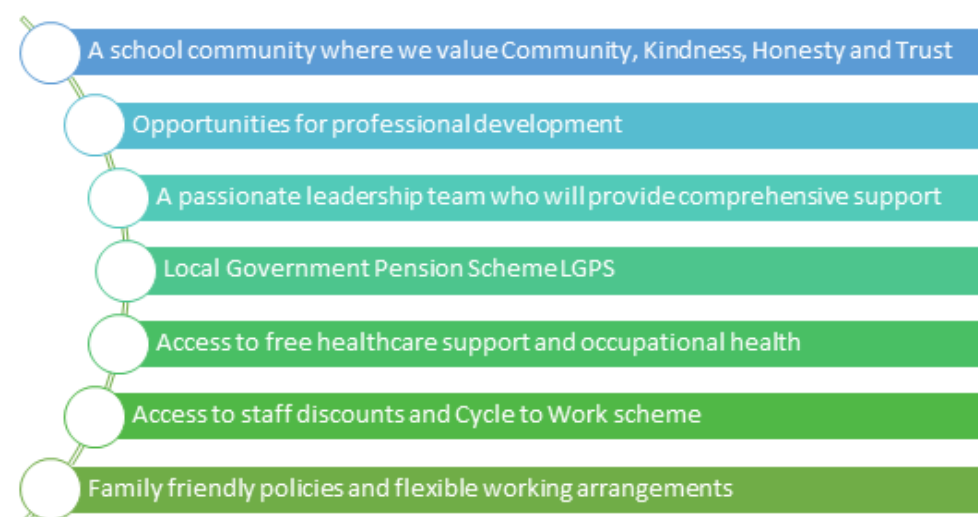 A school community where we value Community, Kindness, Honesty and Trust
Opportunities for professional development
A passionate leadership team who will provide comprehensive support
Local Government Pension Scheme LGPS
Access to free healthcare support and occupational health
Access to staff discounts and Cycle to Work scheme
Family friendly policies and flexible working arrangements